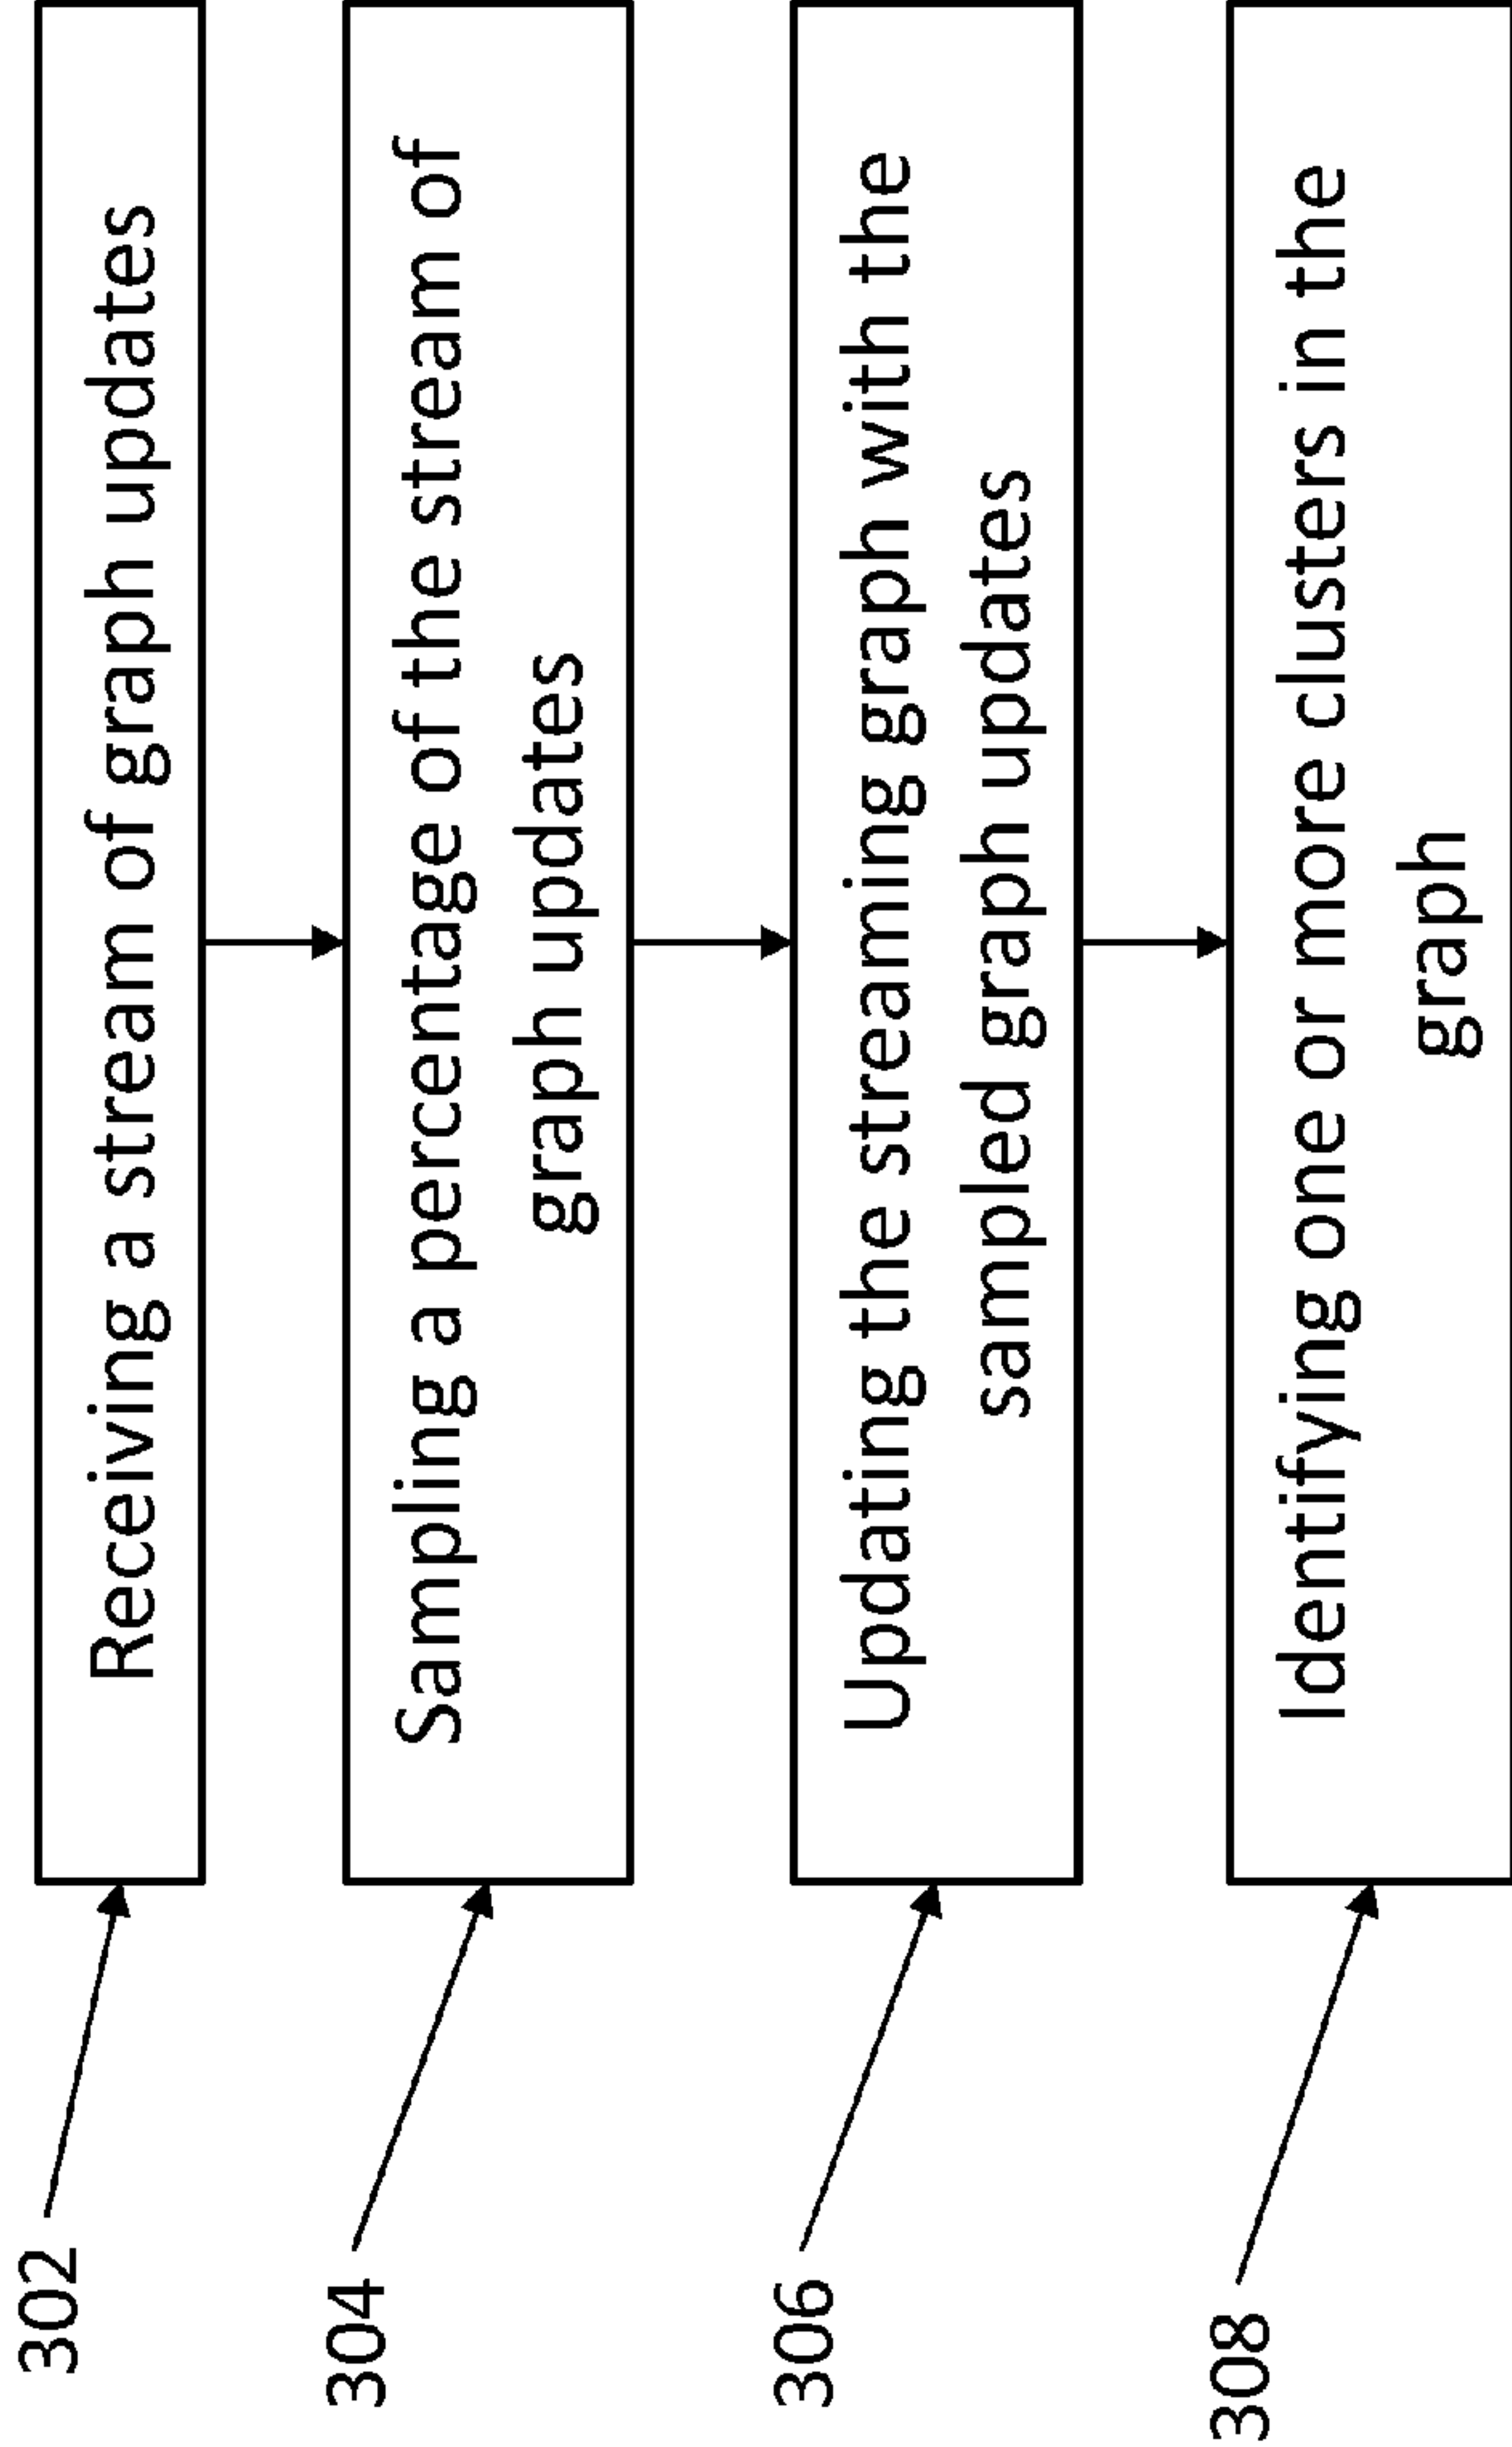 302
Receiving a stream of graph updates
304
Sampling a percentage of the stream of
graph updates
306
Updating the streaming graph with the
sampled graph updates
308
Identifying one or more clusters in the
graph